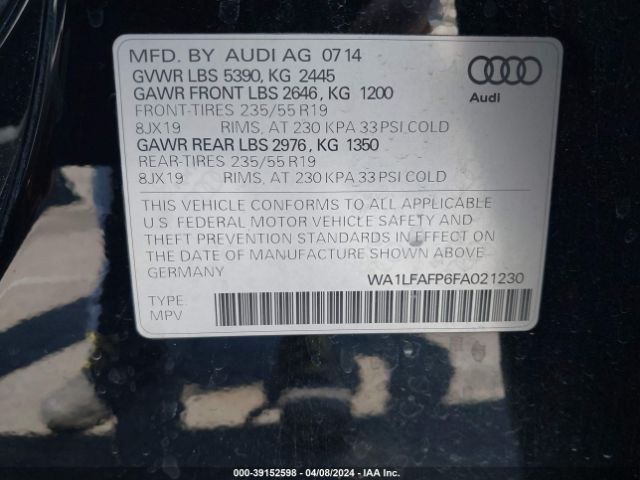 MFD. BY AUDI AG 07 14
GVWR LBS 5390, KG 2445
GAWR FRONT LBS 2646, KG 1200
FRONT-TIRES 235/55 R19
8JX19 RIMS, AT 230 KPA 33 PSI COLD
GAWR REAR LBS 2976, KG 1350
REAR-TIRES 235/55 R19
8JX19 RIMS, AT 230 KPA 33 PSI COLD
Audi
THIS VEHICLE CONFORMS TO ALL APPLICABLE
U.S. FEDERAL MOTOR VEHICLE SAFETY AND
THEFT PREVENTION STANDARDS IN EFFECT ON
THE DATE OF MANUFACTURE SHOWN ABOVE
GERMANY
WA1LFAFP6FA021230
TYPE:
MPV
000-39152598 - 04/08/2024 - IAA Inc.